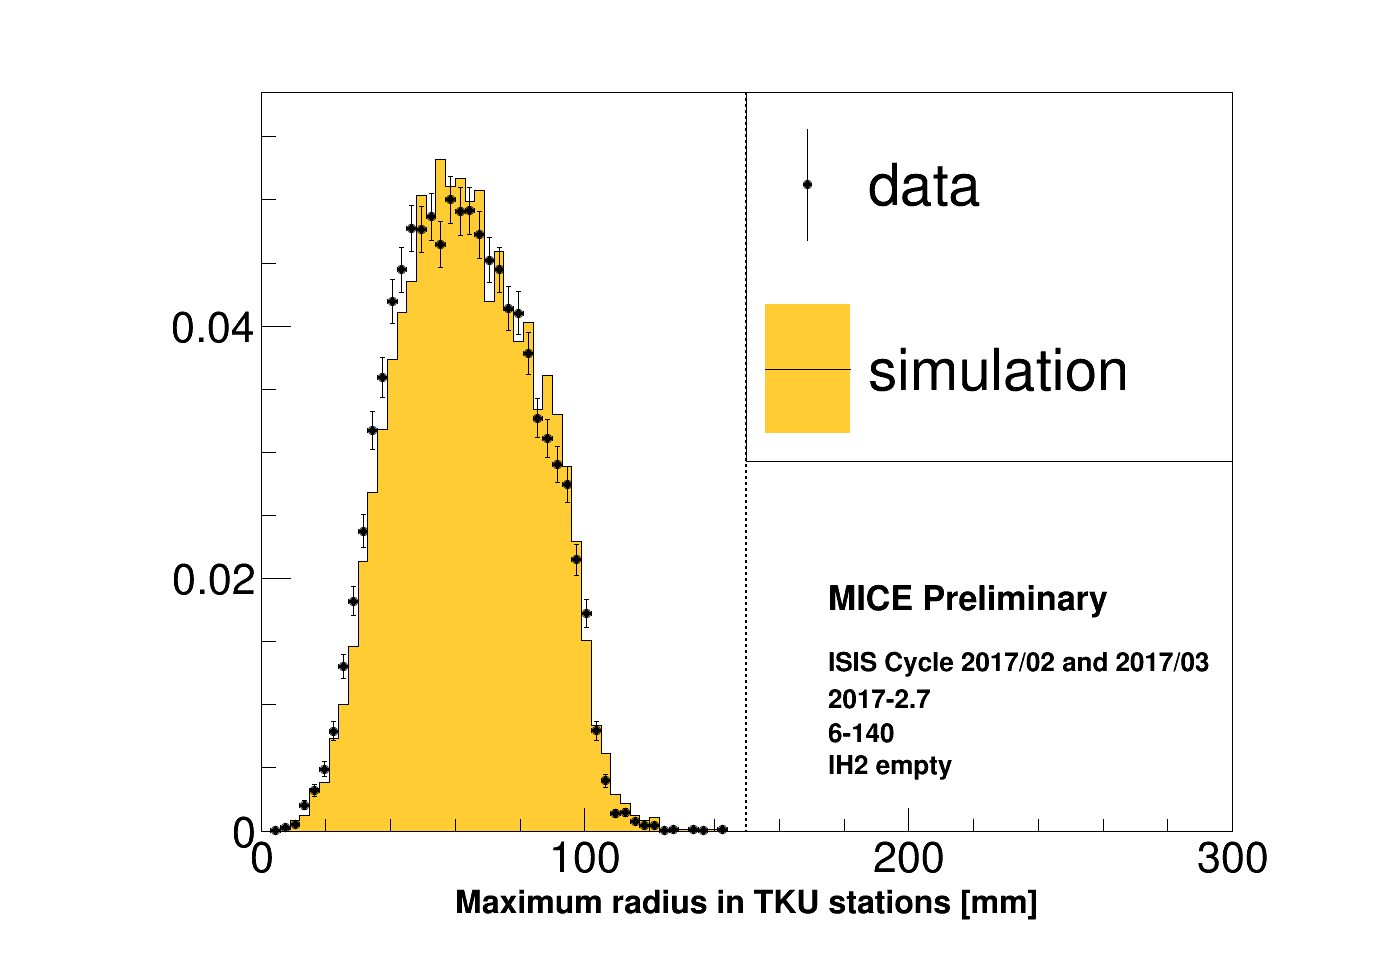 data
simulation
0.04
0.02
0
MICE Preliminary
ISIS Cycle 2017/02 and 2017/03
2017-2.7
6-140
IH2 empty
0 100 200 300
Maximum radius in TKU stations [mm]